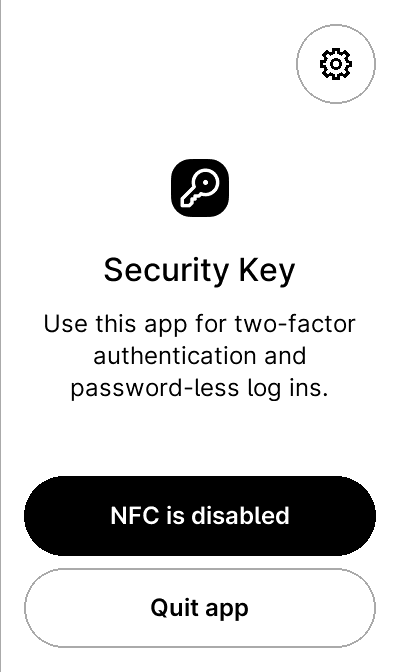 Security Key
Use this app for two-factor
authentication and
password-less log ins.
NFC is disabled
Quit app